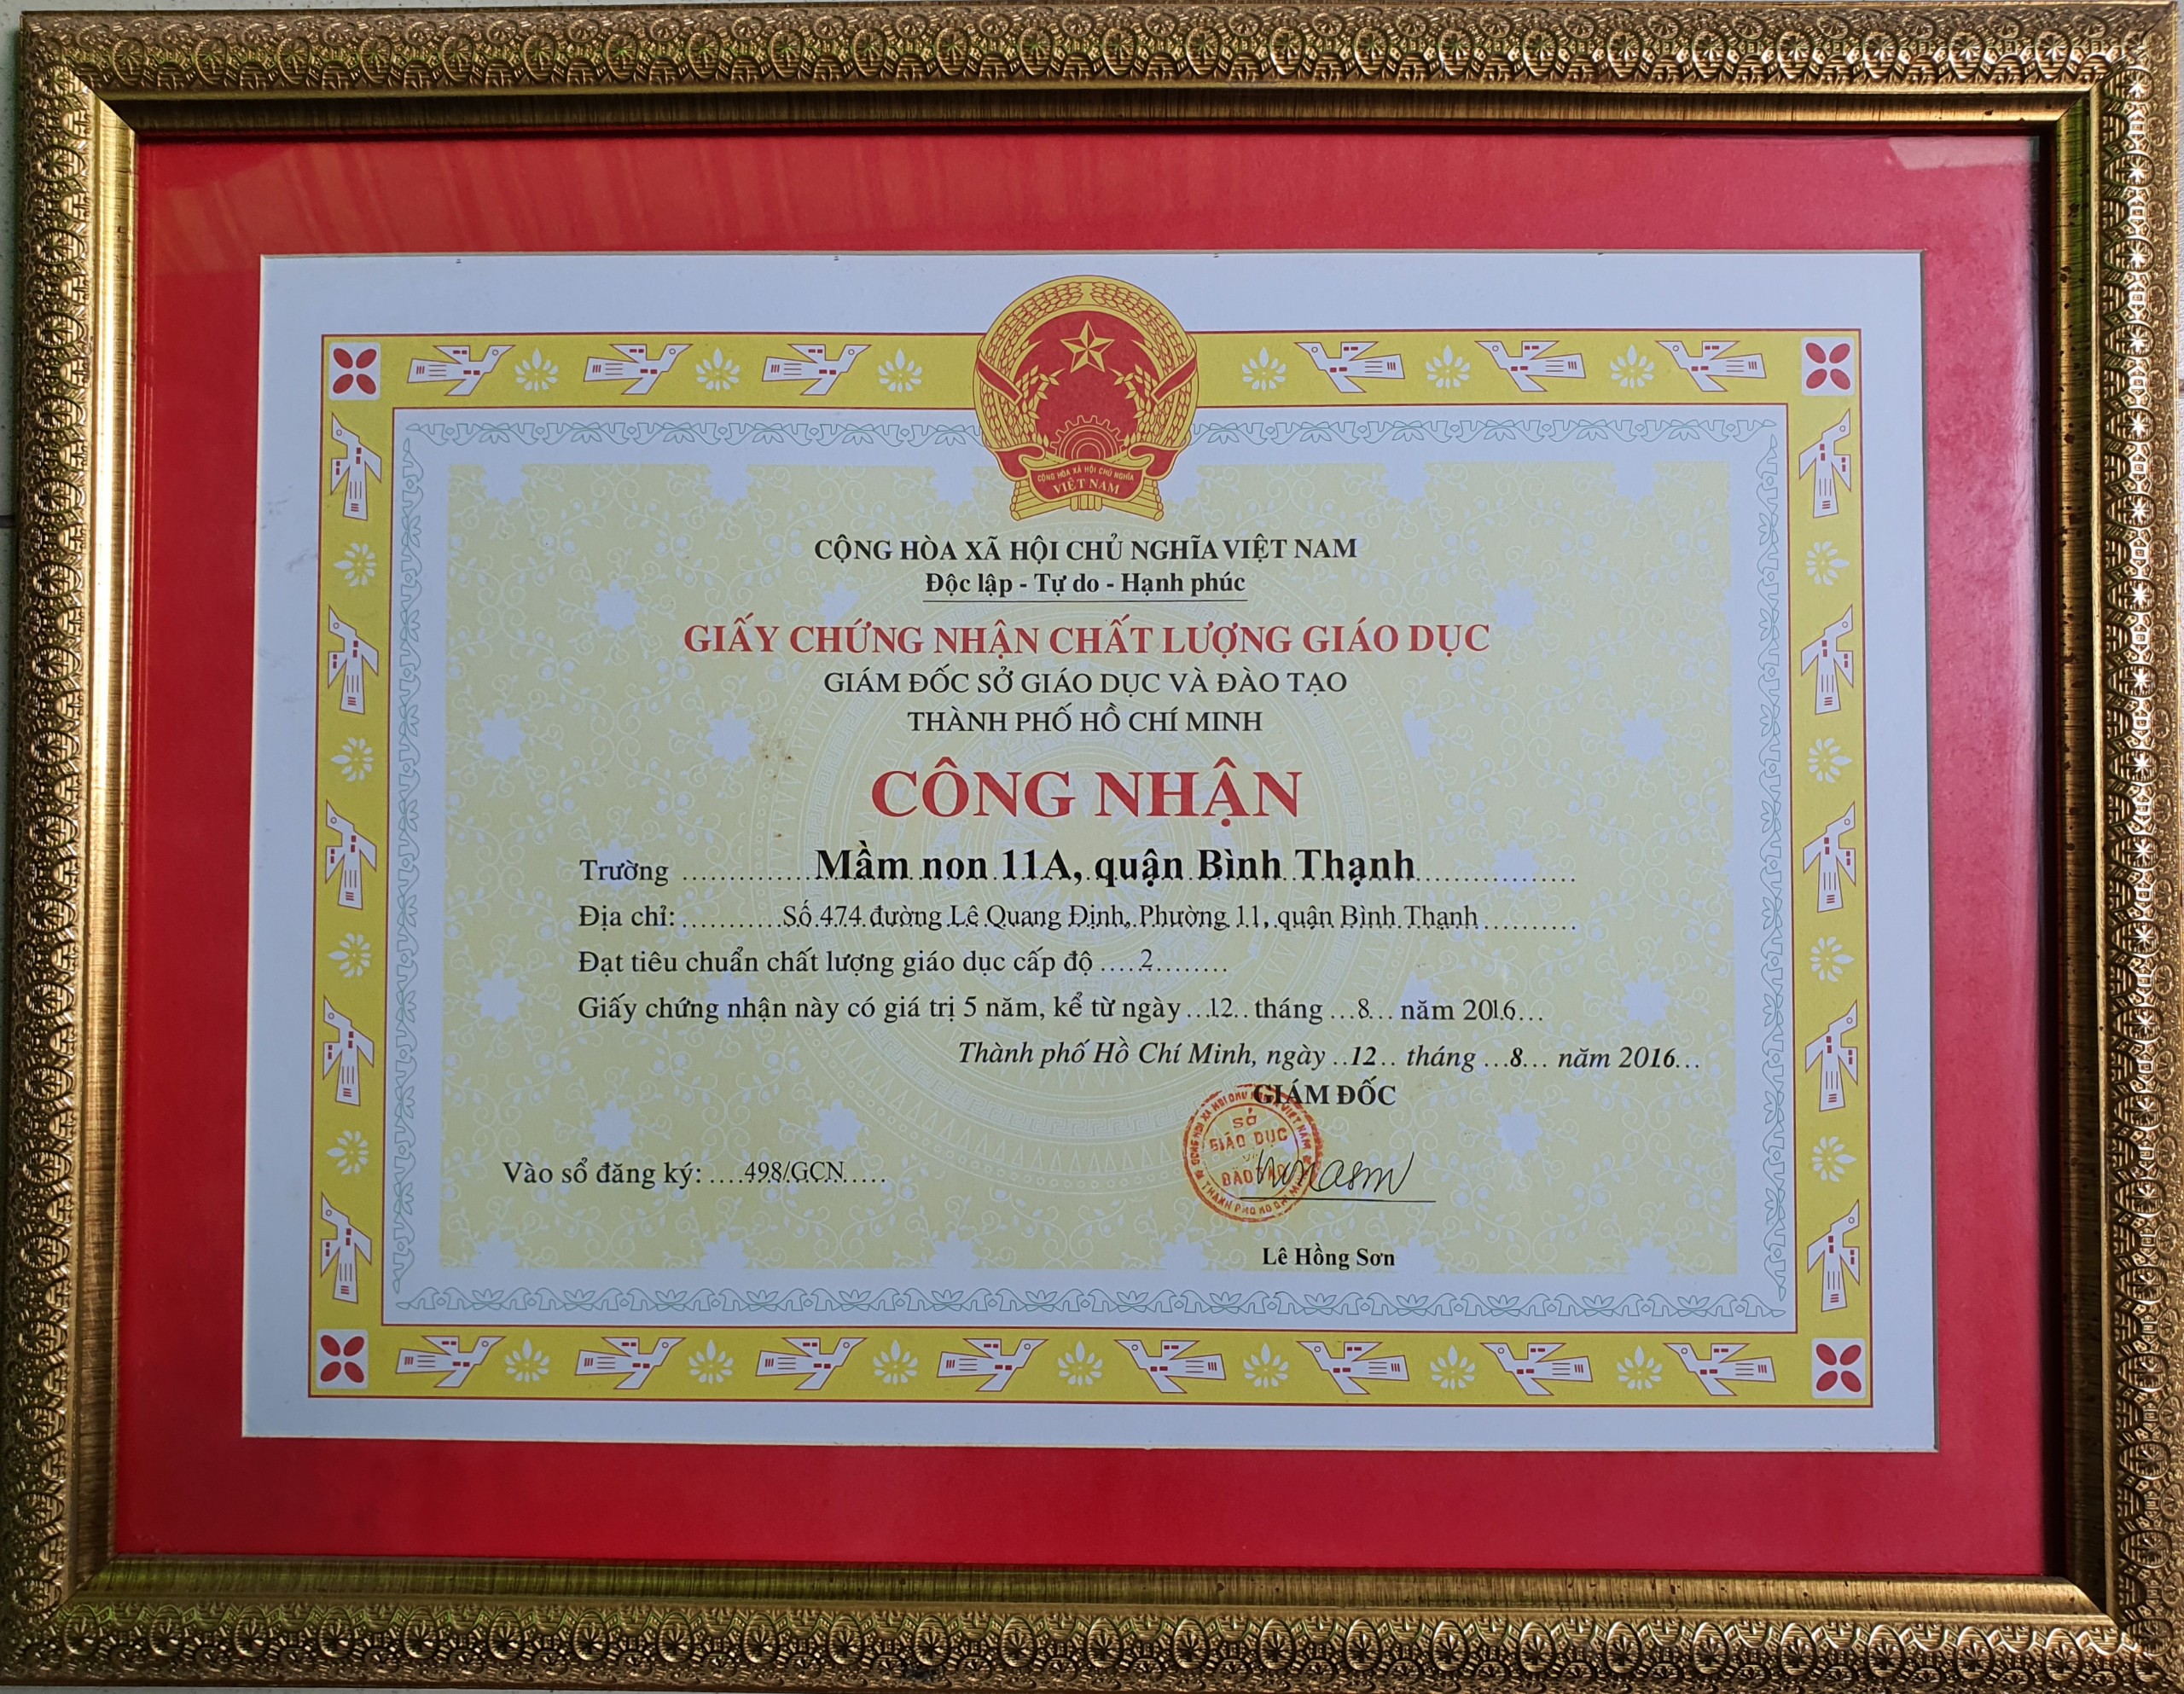 CỘNG HÒA XÃ HỘI CHỦ NGHĨA
VIỆT NAM
CỘNG HÒA XÃ HỘI CHỦ NGHĨA VIỆT NAM
Độc lập - Tự do - Hạnh phúc
GIẤY CHỨNG NHẬN CHẤT LƯỢNG GIÁO DỤC
GIÁM ĐỐC SỞ GIÁO DỤC VÀ ĐÀO TẠO
THÀNH PHỐ HỒ CHÍ MINH
CÔNG NHẬN
Trường ............Mầm non 11A, quận Bình Thạnh................
Địa chỉ: ...........Số 474 đường Lê Quang Định, Phường 11, quận Bình Thạnh..........
Đạt tiêu chuẩn chất lượng giáo dục cấp độ ....2........
Giấy chứng nhận này có giá trị 5 năm, kể từ ngày ...12.. tháng ...8... năm 2016...
Thành phố Hồ Chí Minh, ngày ..12.. tháng ...8... năm 2016...
GIÁM ĐỐC
SỞ
GIÁO DỤC
VÀ
ĐÀO TẠO
Vào sổ đăng ký: ....498/GCN.....
Lê Hồng Sơn